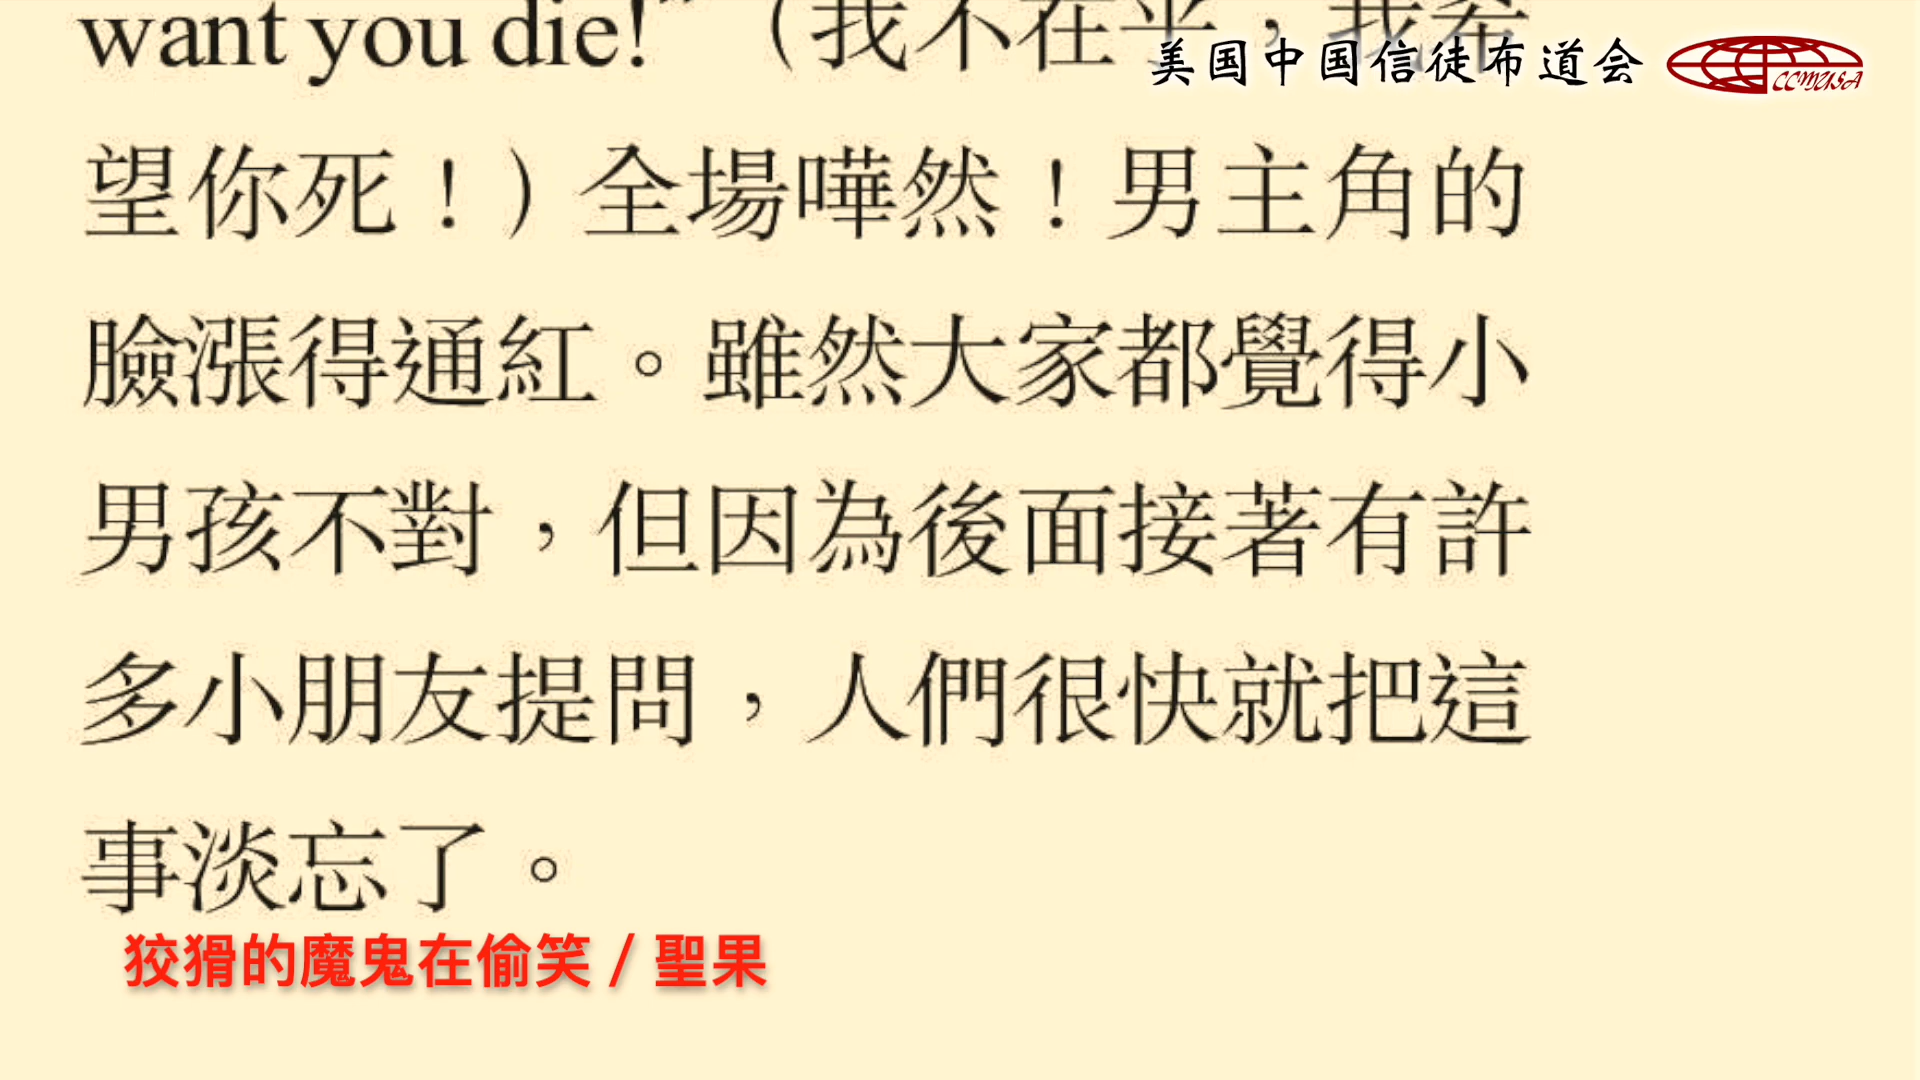 want you die!” （我不在乎，我希
美国中国信徒布道会 CCMUSA
望你死！）全場嘩然！男主角的
臉漲得通紅。雖然大家都覺得小
男孩不對，但因為後面接著有許
多小朋友提問，人們很快就把這
事淡忘了。
狡猾的魔鬼在偷笑 / 聖果